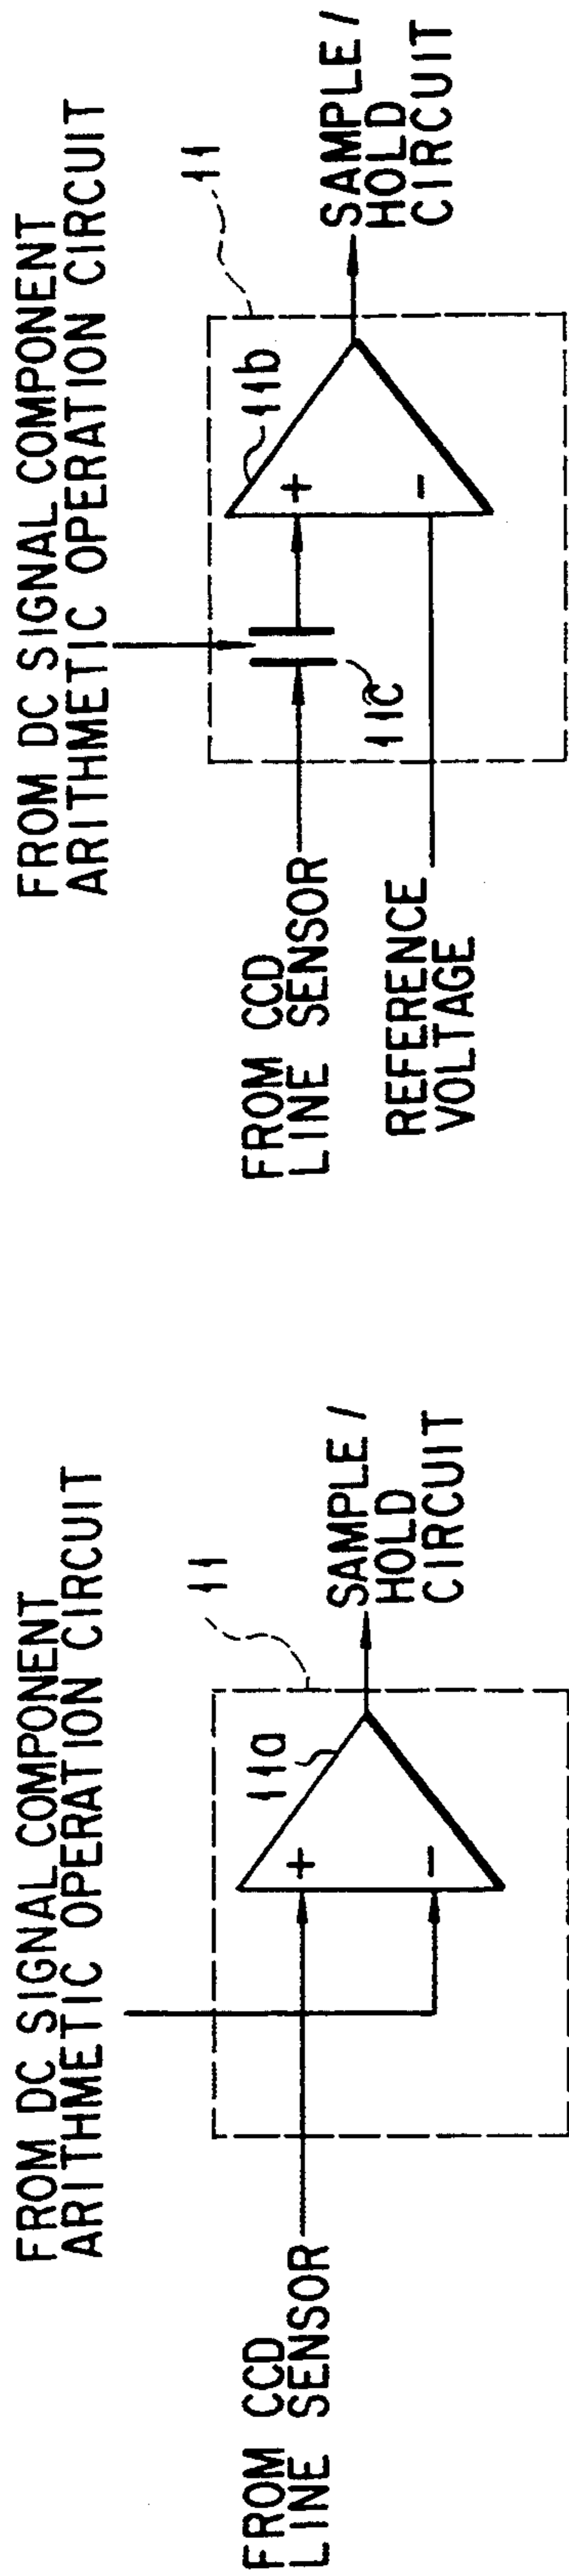 FROM DC SIGNAL COMPONENT
ARITHMETIC OPERATION CIRCUIT
11
11a
+
-
FROM CCD
LINE SENSOR
SAMPLE /
HOLD
CIRCUIT
FROM DC SIGNAL COMPONENT
ARITHMETIC OPERATION CIRCUIT
11
11b
+
-
11C
FROM CCD
LINE SENSOR
REFERENCE
VOLTAGE
SAMPLE /
HOLD
CIRCUIT